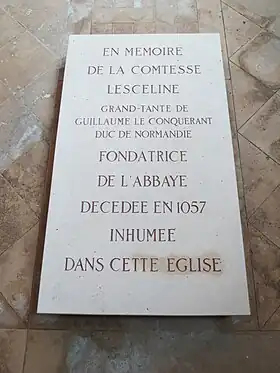 EN MEMOIRE
DE LA COMTESSE
LESCELINE
GRAND-TANTE DE
GUILLAUME LE CONQUERANT
DUC DE NORMANDIE
FONDATRICE
DE L'ABBAYE
DECEDEE EN 1057
INHUMEE
DANS CETTE EGLISE